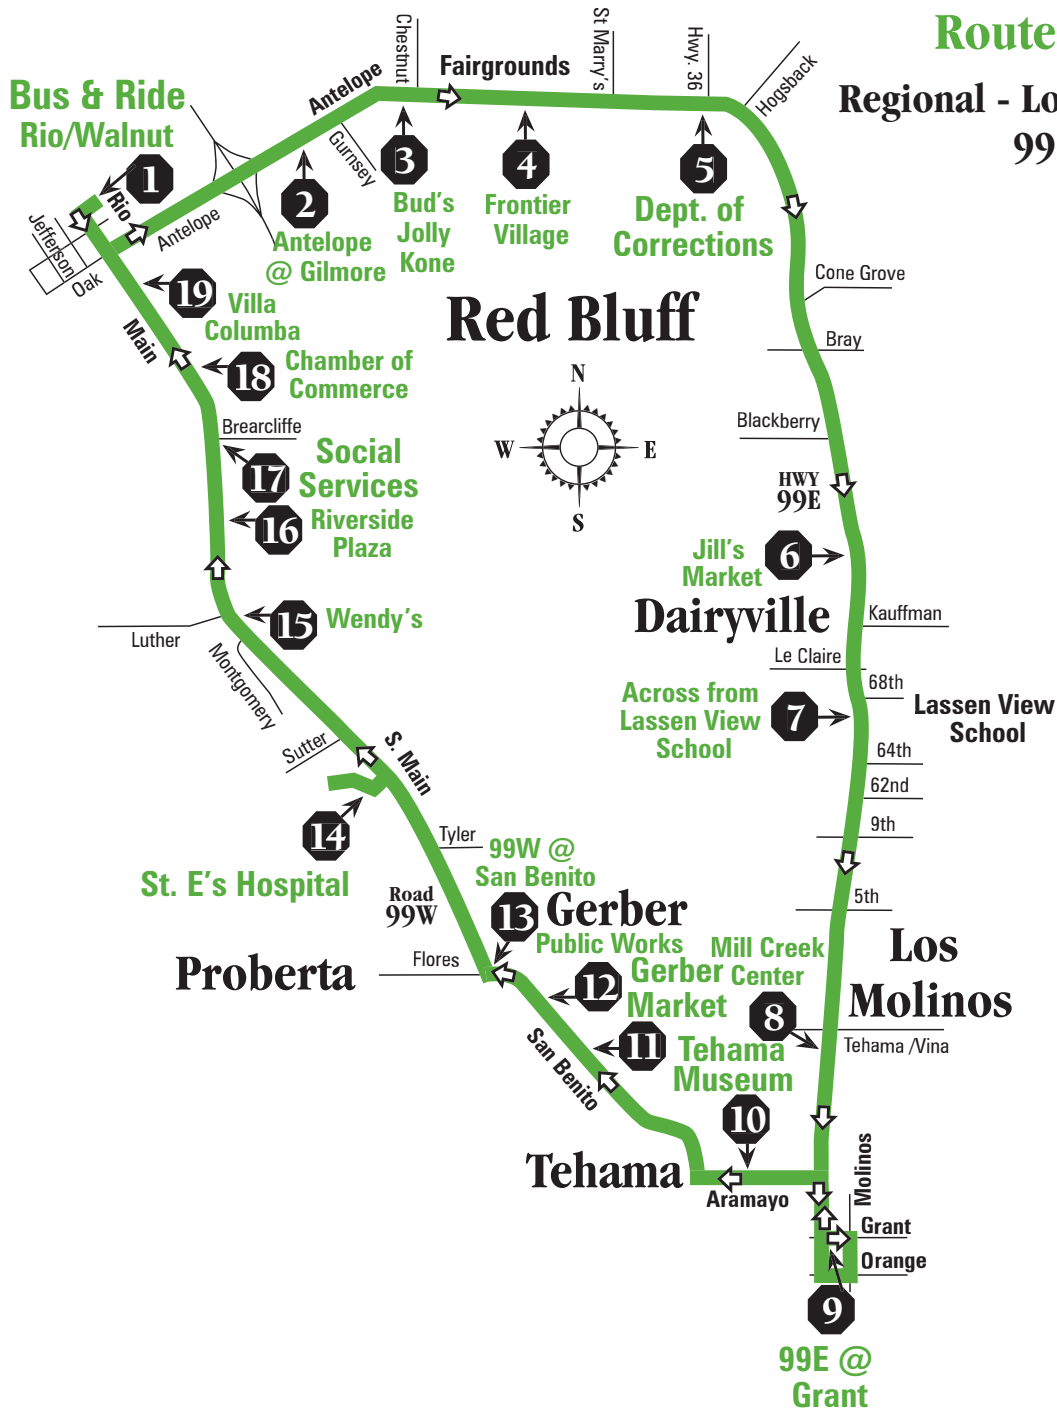 Route
Regional - Lo
99
Bus & Ride
Rio/Walnut
1
Rio
Jefferson
Oak
Antelope
Antelope
Gurnsey
2
Antelope
@ Gilmore
Chestnut
3
Bud's
Jolly
Kone
Fairgrounds
4
Frontier
Village
St Marry's
Hwy. 36
5
Dept. of
Corrections
Hogsback
Cone Grove
Bray
Blackberry
HWY
99E
Red Bluff
N
W
E
S
6
Jill's
Market
Dairyville
Kauffman
Le Claire
68th
Across from
Lassen View
School
7
Lassen View
School
64th
62nd
9th
5th
Los
Molinos
Mill Creek
Center
8
Tehama /Vina
Molinos
Grant
Orange
9
99E @
Grant
Aramayo
10
Tehama
Tehama
Museum
11
San Benito
12
Gerber
Market
Public Works
Gerber
13
99W @
San Benito
Flores
Proberta
Road
99W
Tyler
S. Main
14
St. E's Hospital
Sutter
Montgomery
Luther
15
Wendy's
16
Riverside
Plaza
17
Social
Services
Brearcliffe
18
Chamber of
Commerce
Main
19
Villa
Columba